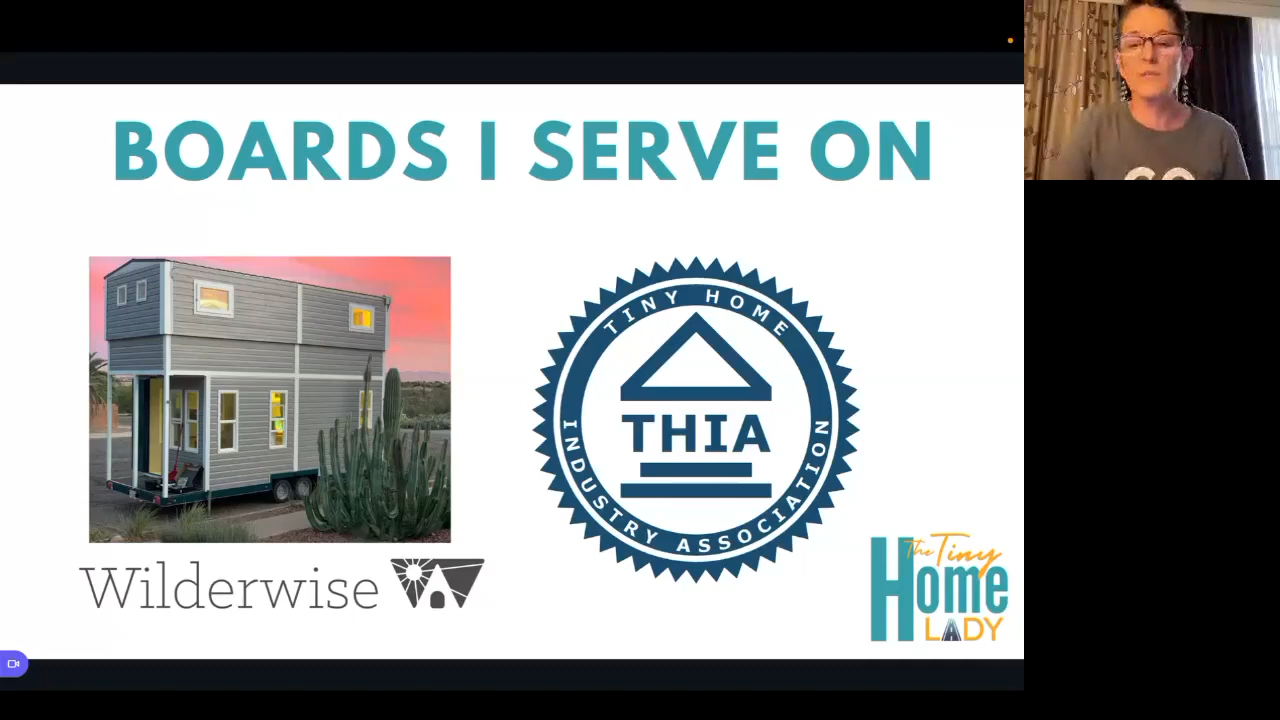 BOARDS I SERVE ON
TINY HOME
THIA
INDUSTRY ASSOCIATION
Wilderwise
The Tiny
Home
LADY